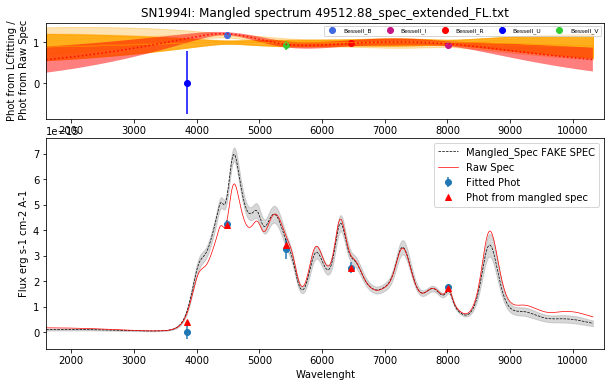 SN1994I: Mangled spectrum 49512.88_spec_extended_FL.txt
Phot from LCfitting /
Phot from Raw Spec
1
0
Bessell_B
Bessell_I
Bessell_R
Bessell_U
Bessell_V
2000 3000 4000 5000 6000 7000 8000 9000 10000
1e−15
Flux erg s-1 cm-2 A-1
7
6
5
4
3
2
1
0
Mangled_Spec FAKE SPEC
Raw Spec
Fitted Phot
Phot from mangled spec
2000 3000 4000 5000 6000 7000 8000 9000 10000
Wavelenght